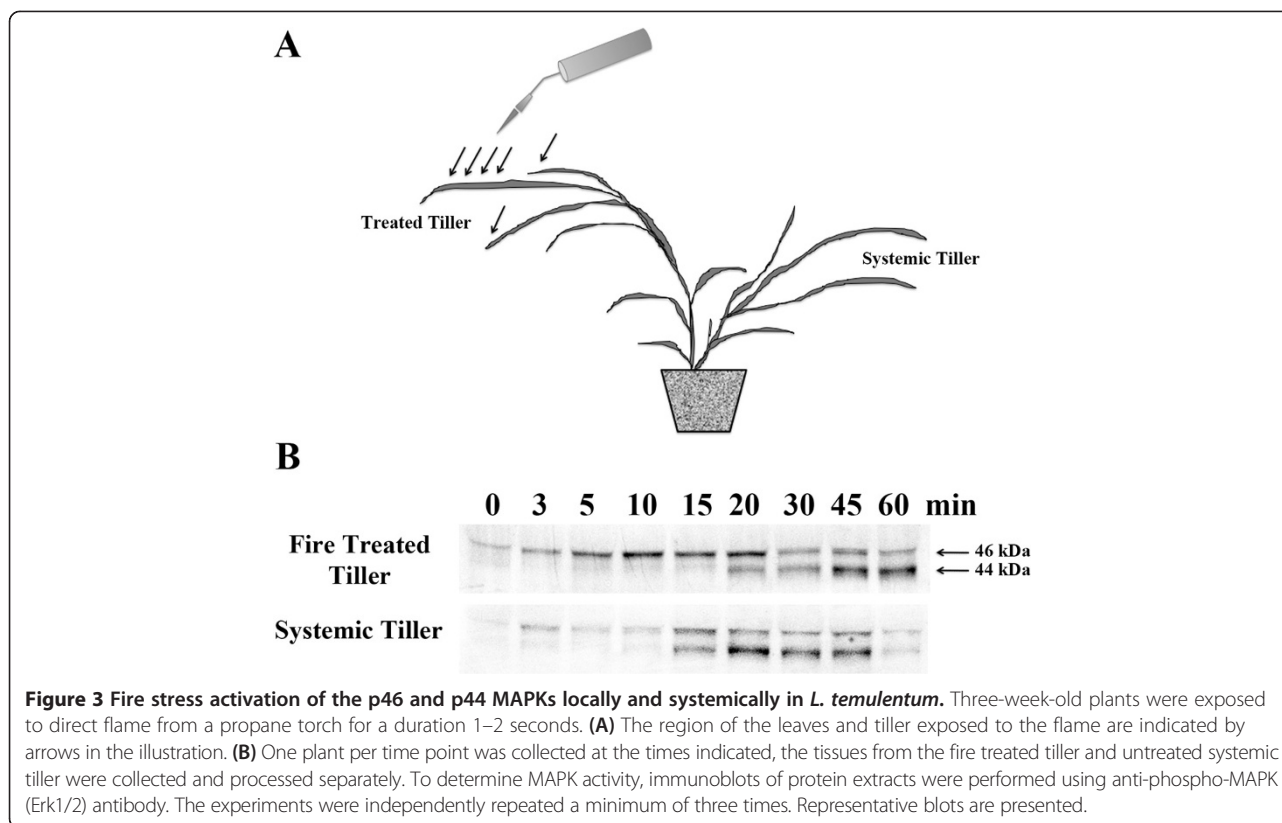 A
Treated Tiller
Systemic Tiller
B
0 3 5 10 15 20 30 45 60 min
Fire Treated
Tiller
46 kDa
44 kDa
Systemic Tiller
Figure 3 Fire stress activation of the p46 and p44 MAPKs locally and systemically in L. temulentum. Three-week-old plants were exposed
to direct flame from a propane torch for a duration 1–2 seconds. (A) The region of the leaves and tiller exposed to the flame are indicated by
arrows in the illustration. (B) One plant per time point was collected at the times indicated, the tissues from the fire treated tiller and untreated systemic
tiller were collected and processed separately. To determine MAPK activity, immunoblots of protein extracts were performed using anti-phospho-MAPK
(Erk1/2) antibody. The experiments were independently repeated a minimum of three times. Representative blots are presented.